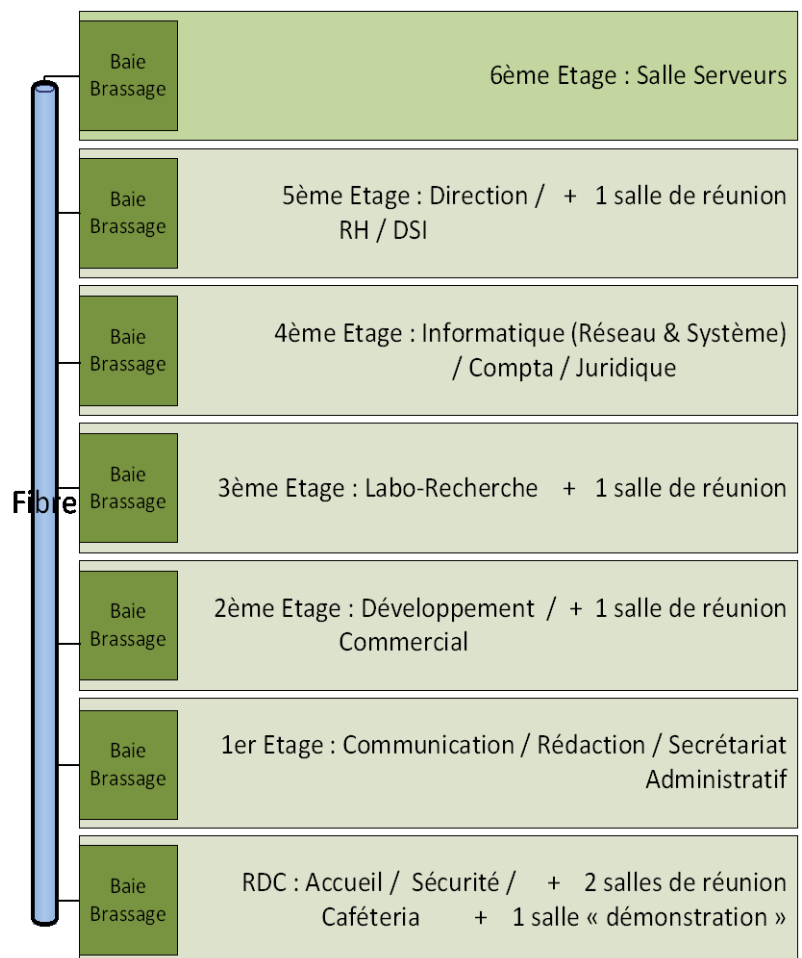 Baie
Brassage
6ème Etage : Salle Serveurs
Baie
Brassage
5ème Etage : Direction / + 1 salle de réunion
RH / DSI
Baie
Brassage
4ème Etage : Informatique (Réseau & Système)
/ Compta / Juridique
Fibre
Baie
Brassage
3ème Etage : Labo-Recherche + 1 salle de réunion
Baie
Brassage
2ème Etage : Développement / + 1 salle de réunion
Commercial
Baie
Brassage
1er Etage : Communication / Rédaction / Secrétariat
Administratif
Baie
Brassage
RDC : Accueil / Sécurité / + 2 salles de réunion
Caféteria + 1 salle « démonstration »